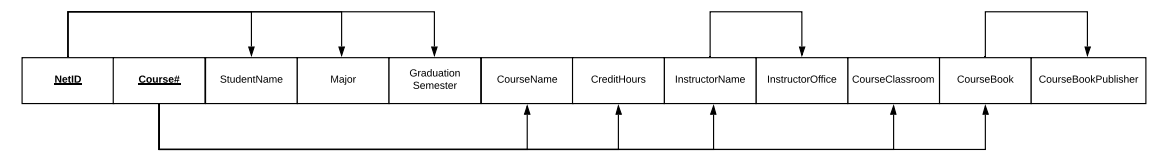 NetID
Course#
StudentName
Major
Graduation
Semester
CourseName
CreditHours
InstructorName
InstructorOffice
CourseClassroom
CourseBook
CourseBookPublisher